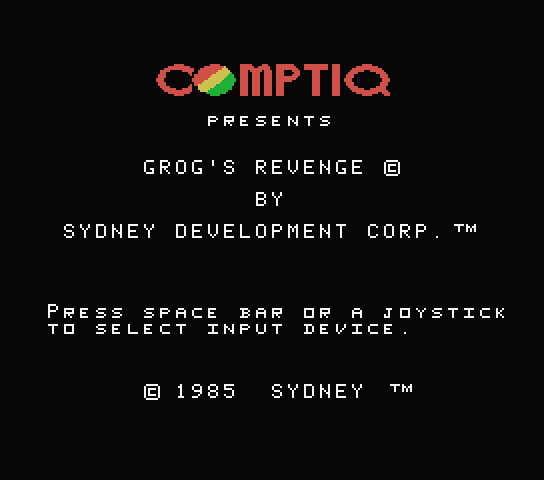 COMPTIQ
PRESENTS
GROG'S REVENGE ©
BY
SYDNEY DEVELOPMENT CORP.™
PRESS SPACE BAR OR A JOYSTICK
TO SELECT INPUT DEVICE.
© 1985 SYDNEY ™